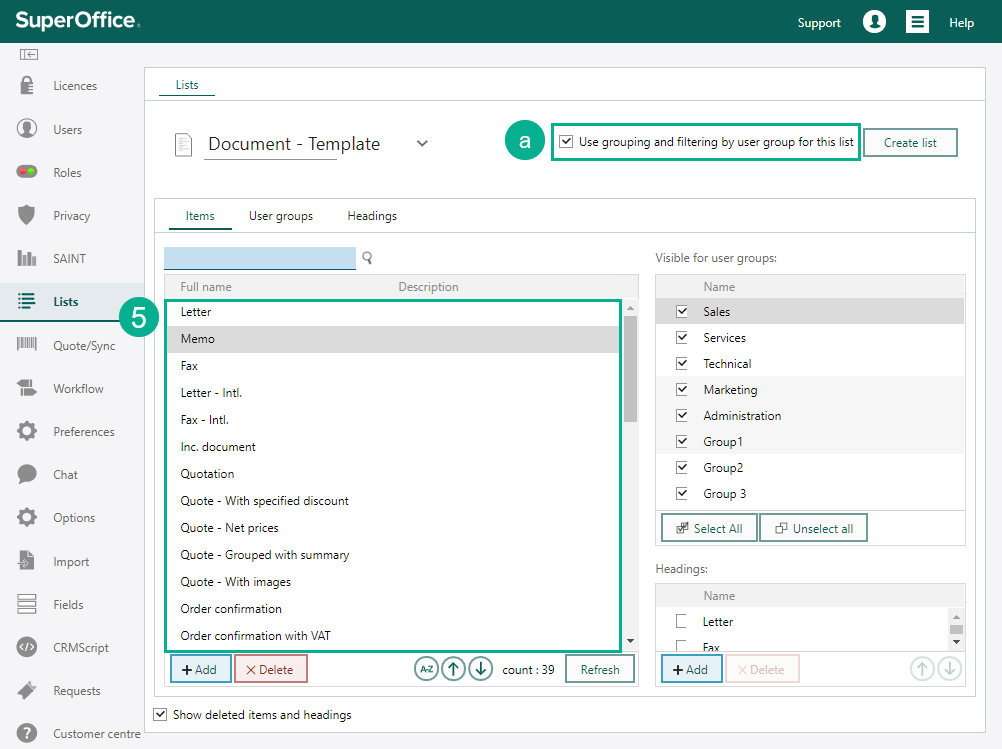 SuperOffice.
Support
Help
Licences
Users
Roles
Privacy
SAINT
Lists
Quote/Sync
Workflow
Preferences
Chat
Options
Import
Fields
CRMScript
Requests
Customer centre
Lists
Document - Template
a
Use grouping and filtering by user group for this list
Create list
Items
User groups
Headings
Full name
Description
5
Letter
Memo
Fax
Letter - Intl.
Fax - Intl.
Inc. document
Quotation
Quote - With specified discount
Quote - Net prices
Quote - Grouped with summary
Quote - With images
Order confirmation
Order confirmation with VAT
+ Add
× Delete
A-Z
count : 39
Refresh
Visible for user groups:
Name
Sales
Services
Technical
Marketing
Administration
Group1
Group2
Group 3
Select All
Unselect all
Headings:
Name
Letter
Fax
+ Add
× Delete
Show deleted items and headings